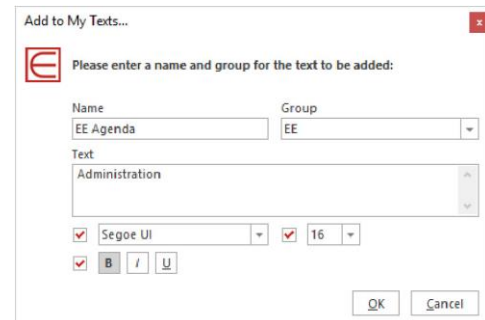 Add to My Texts...
x
Please enter a name and group for the text to be added:
Name Group
EE Agenda EE
Text
Administration
Segoe UI 16
B I U
OK Cancel